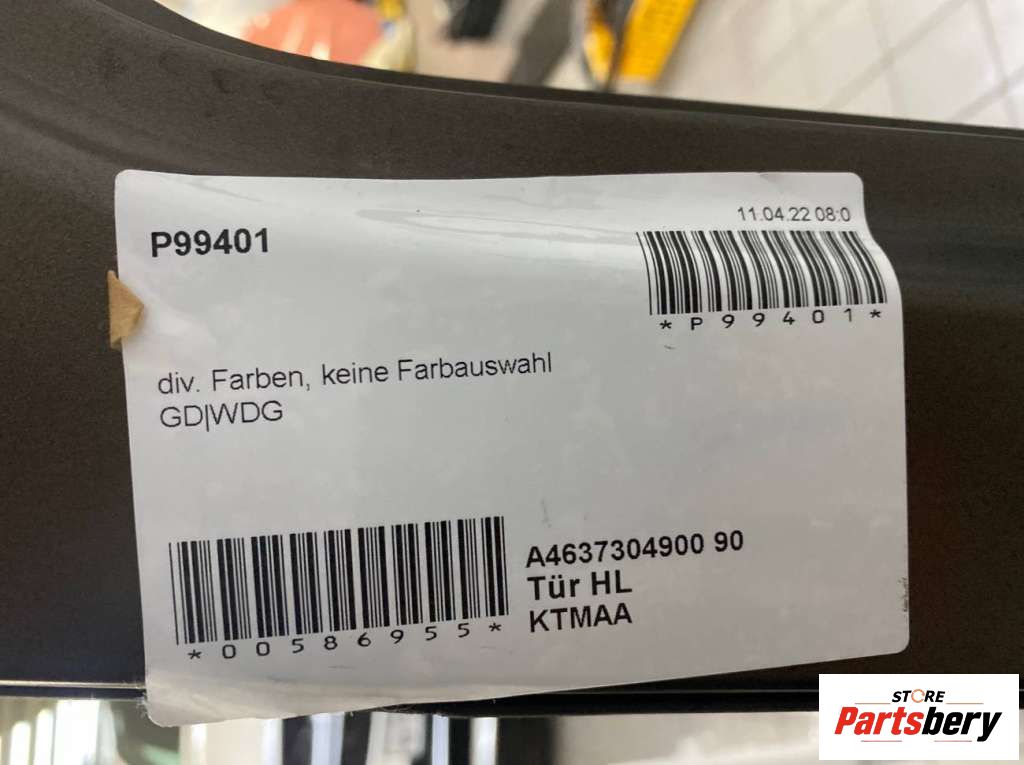 P99401
11.04.22 08:0
*P99401*
div. Farben, keine Farbauswahl
GD|WDG
*00586955*
A4637304900 90
Tür HL
KTMAA
STORE
Partsbery